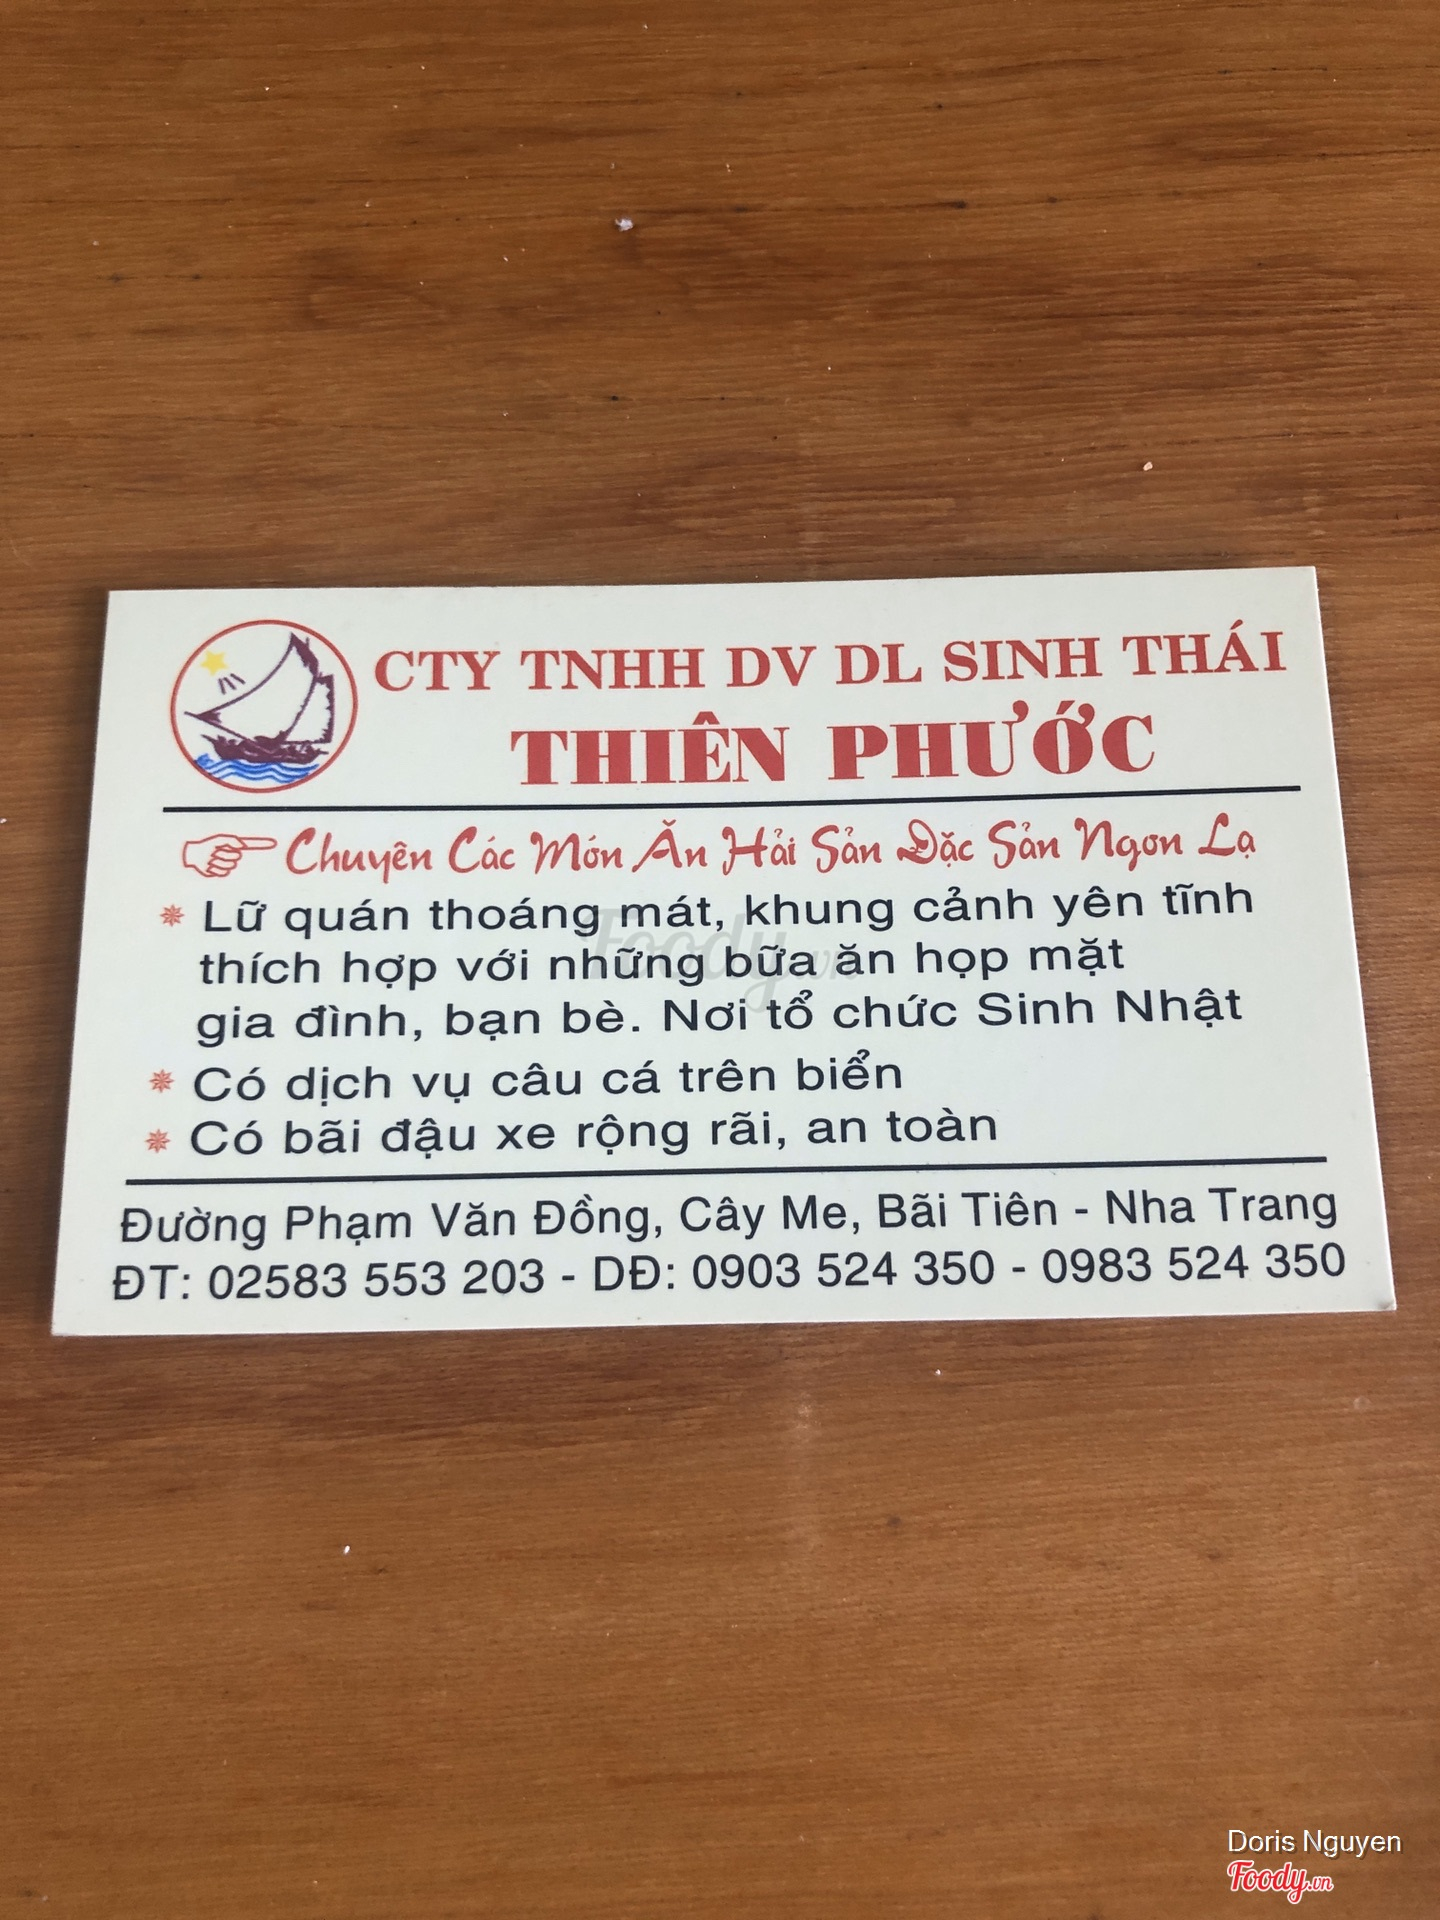 CTY TNHH DV DL SINH THÁI
THIÊN PHƯỚC
Chuyên Các Món Ăn Hải Sản Đặc Sản Ngon Lạ
Lữ quán thoáng mát, khung cảnh yên tĩnh
thích hợp với những bữa ăn họp mặt
gia đình, bạn bè. Nơi tổ chức Sinh Nhật
Có dịch vụ câu cá trên biển
Có bãi đậu xe rộng rãi, an toàn
Đường Phạm Văn Đồng, Cây Me, Bãi Tiên - Nha Trang
ĐT: 02583 553 203 - DĐ: 0903 524 350 - 0983 524 350
Foody.vn
Doris Nguyen
Foody.vn